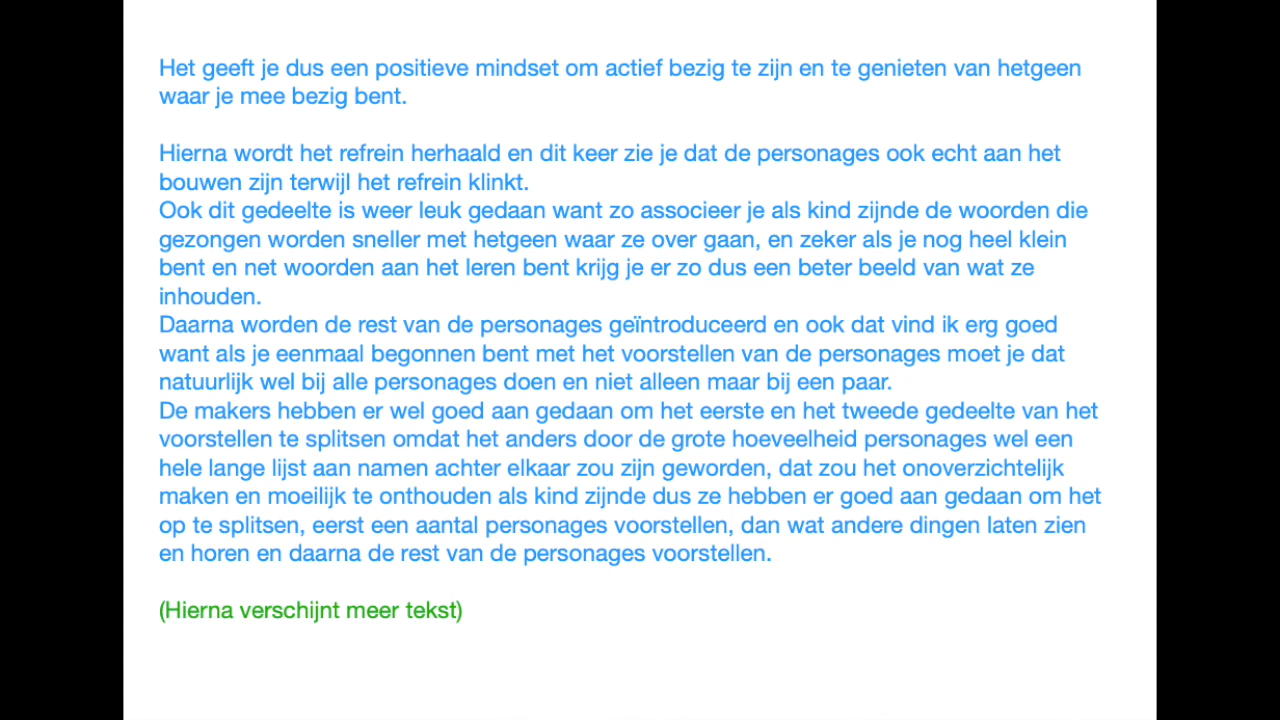 Het geeft je dus een positieve mindset om actief bezig te zijn en te genieten van hetgeen
waar je mee bezig bent.
Hierna wordt het refrein herhaald en dit keer zie je dat de personages ook echt aan het
bouwen zijn terwijl het refrein klinkt.
Ook dit gedeelte is weer leuk gedaan want zo associeer je als kind zijnde de woorden die
gezongen worden sneller met hetgeen waar ze over gaan, en zeker als je nog heel klein
bent en net woorden aan het leren bent krijg je er zo dus een beter beeld van wat ze
inhouden.
Daarna worden de rest van de personages geïntroduceerd en ook dat vind ik erg goed
want als je eenmaal begonnen bent met het voorstellen van de personages moet je dat
natuurlijk wel bij alle personages doen en niet alleen maar bij een paar.
De makers hebben er wel goed aan gedaan om het eerste en het tweede gedeelte van het
voorstellen te splitsen omdat het anders door de grote hoeveelheid personages wel een
hele lange lijst aan namen achter elkaar zou zijn geworden, dat zou het onoverzichtelijk
maken en moeilijk te onthouden als kind zijnde dus ze hebben er goed aan gedaan om het
op te splitsen, eerst een aantal personages voorstellen, dan wat andere dingen laten zien
en horen en daarna de rest van de personages voorstellen.
(Hierna verschijnt meer tekst)